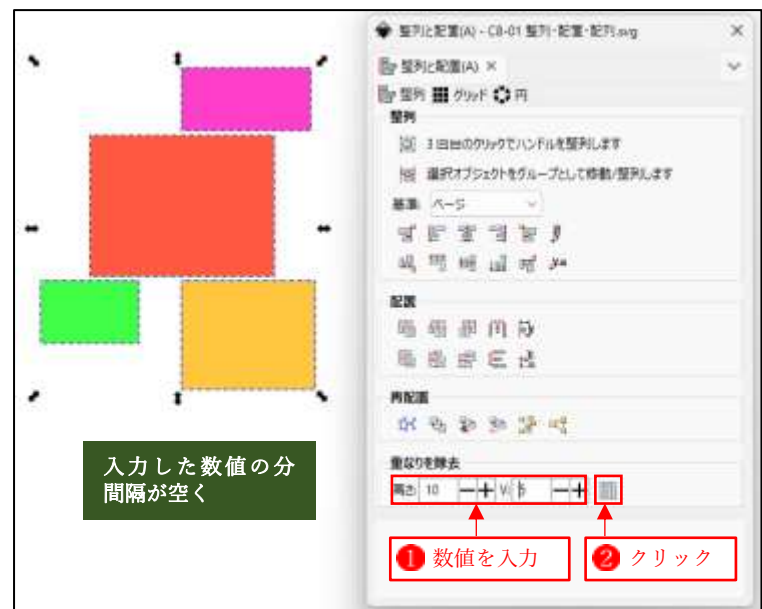 整列と配置(A) - C8-01 整列・配置・配列.svg
整列と配置(A) ×
整列 グリッド 円
整列
3 回目のクリックでハンドルを整列します
選択オブジェクトをグループとして移動/整列します
基準: ページ
配置
再配置
重なりを除去
高さ: 10 V: 5
入力した数値の分
間隔が空く
❶ 数値を入力
❷ クリック